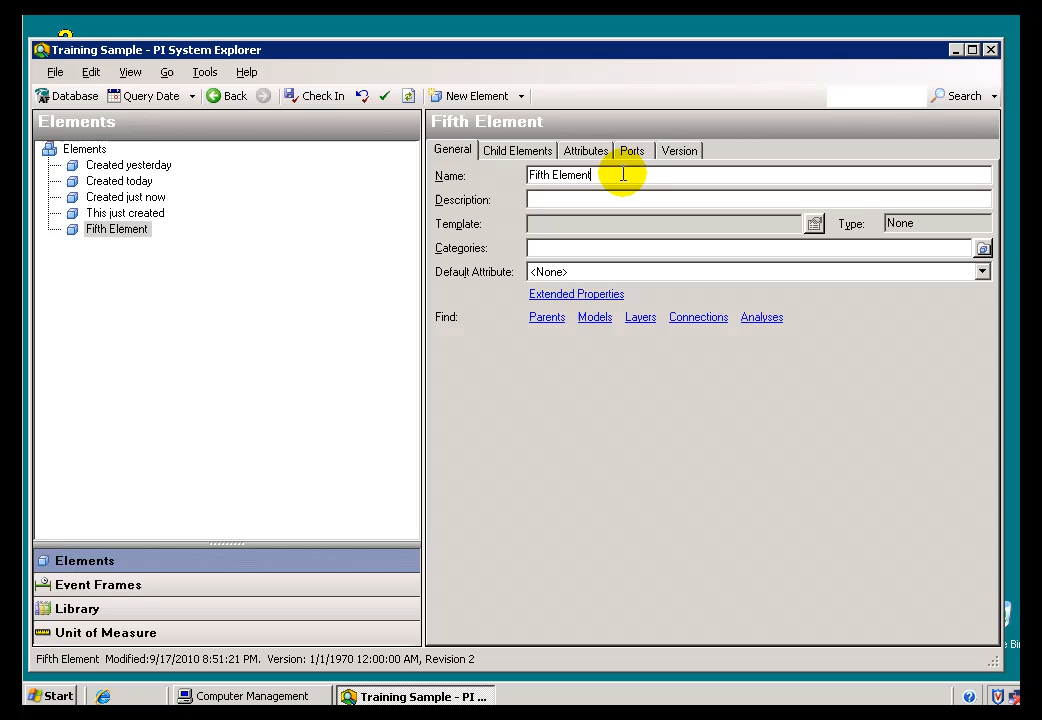 Training Sample - PI System Explorer
File Edit View Go Tools Help
Database Query Date Back Check In New Element Search
Elements
Elements
Created yesterday
Created today
Created just now
This just created
Fifth Element
Elements
Event Frames
Library
Unit of Measure
Fifth Element
General Child Elements Attributes Ports Version
Name: Fifth Element
Description:
Template: Type: None
Categories:
Default Attribute: <None>
Extended Properties
Find: Parents Models Layers Connections Analyses
Fifth Element Modified:9/17/2010 8:51:21 PM. Version: 1/1/1970 12:00:00 AM, Revision 2
Start Computer Management Training Sample - PI ...